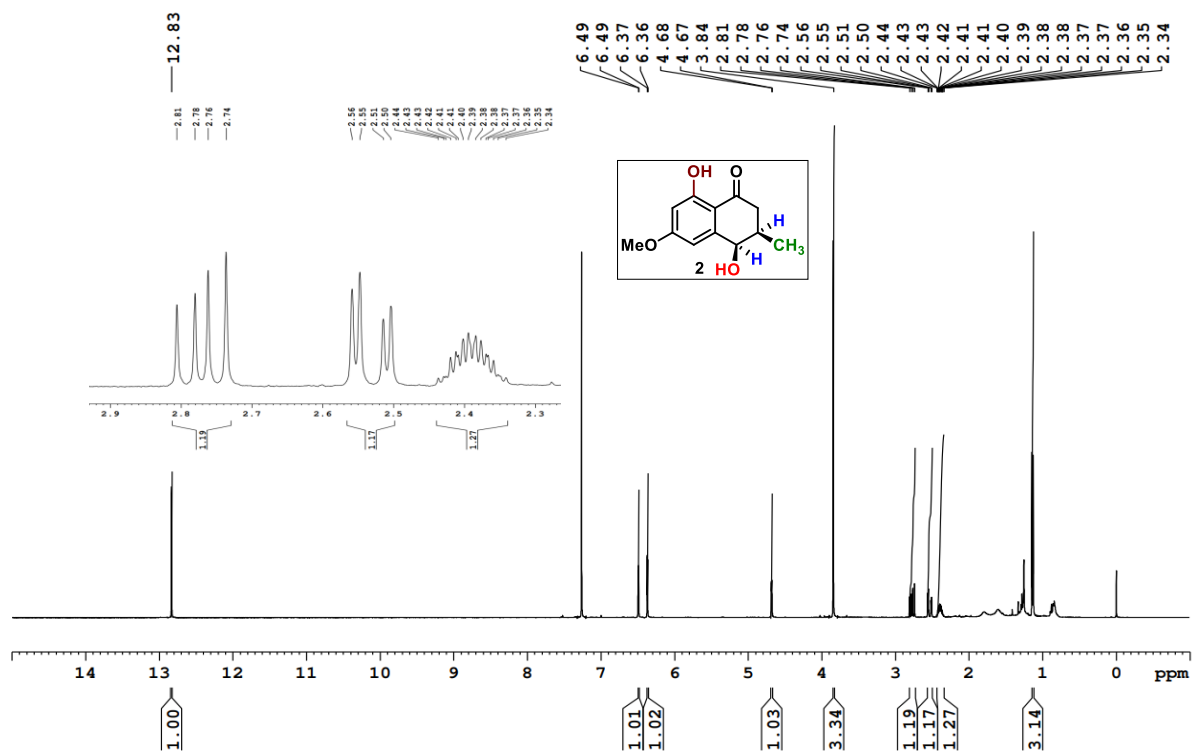 12.83
6.49 6.49 6.37 6.36 4.68 4.67 3.84 2.81 2.78 2.76 2.74 2.56 2.55 2.51 2.50 2.44 2.43 2.43 2.42 2.41 2.41 2.40 2.39 2.38 2.38 2.37 2.37 2.36 2.35 2.34
2.81 2.78 2.76 2.74 2.56 2.55 2.51 2.50 2.44 2.43 2.43 2.42 2.41 2.41 2.40 2.39 2.38 2.38 2.37 2.37 2.36 2.35 2.34
OH O
H
MeO CH3
H
2 HO
2.9 2.8 2.7 2.6 2.5 2.4 2.3
1.19 1.17 1.27
14 13 12 11 10 9 8 7 6 5 4 3 2 1 0 ppm
1.00 1.01 1.02 1.03 3.34 1.19 1.17 1.27 3.14